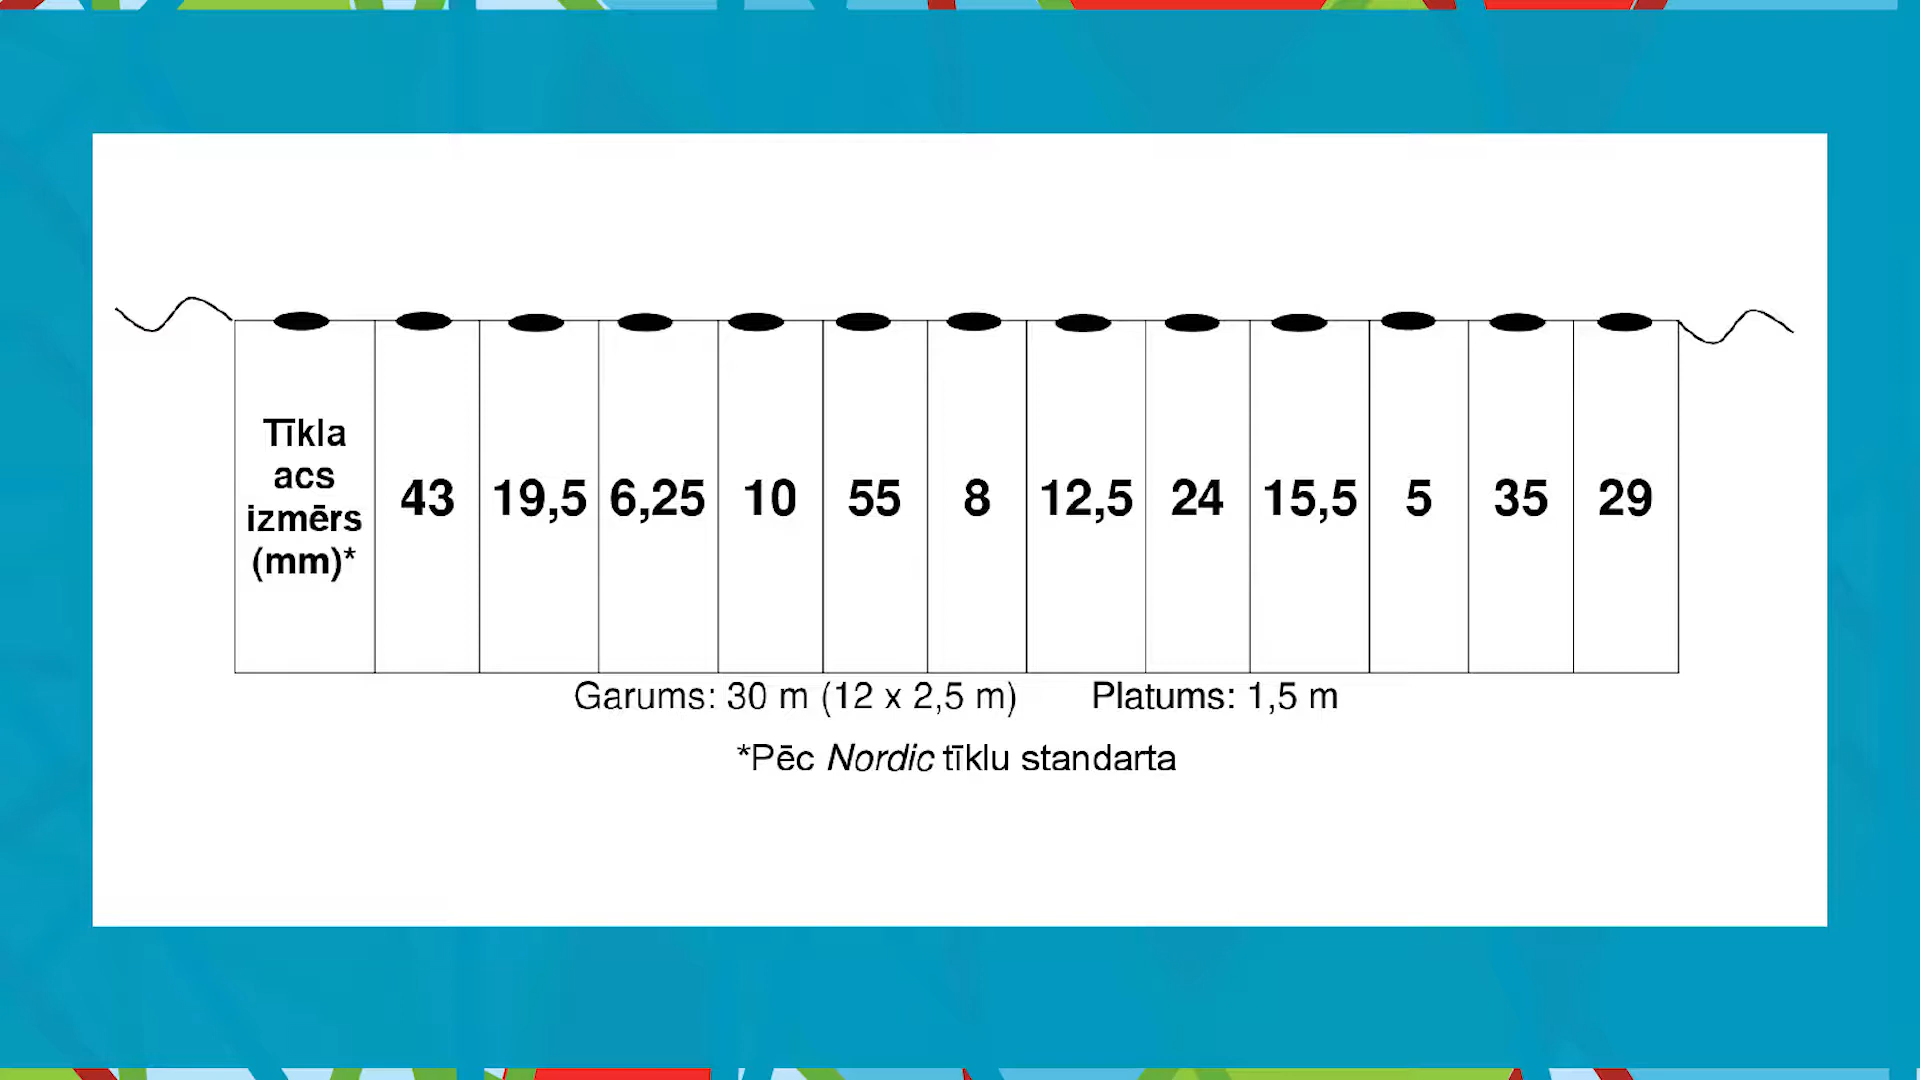 Tīkla
acs
izmērs
(mm)*
43 19,5 6,25 10 55 8 12,5 24 15,5 5 35 29
Garums: 30 m (12 x 2,5 m) Platums: 1,5 m
*Pēc Nordic tīklu standarta